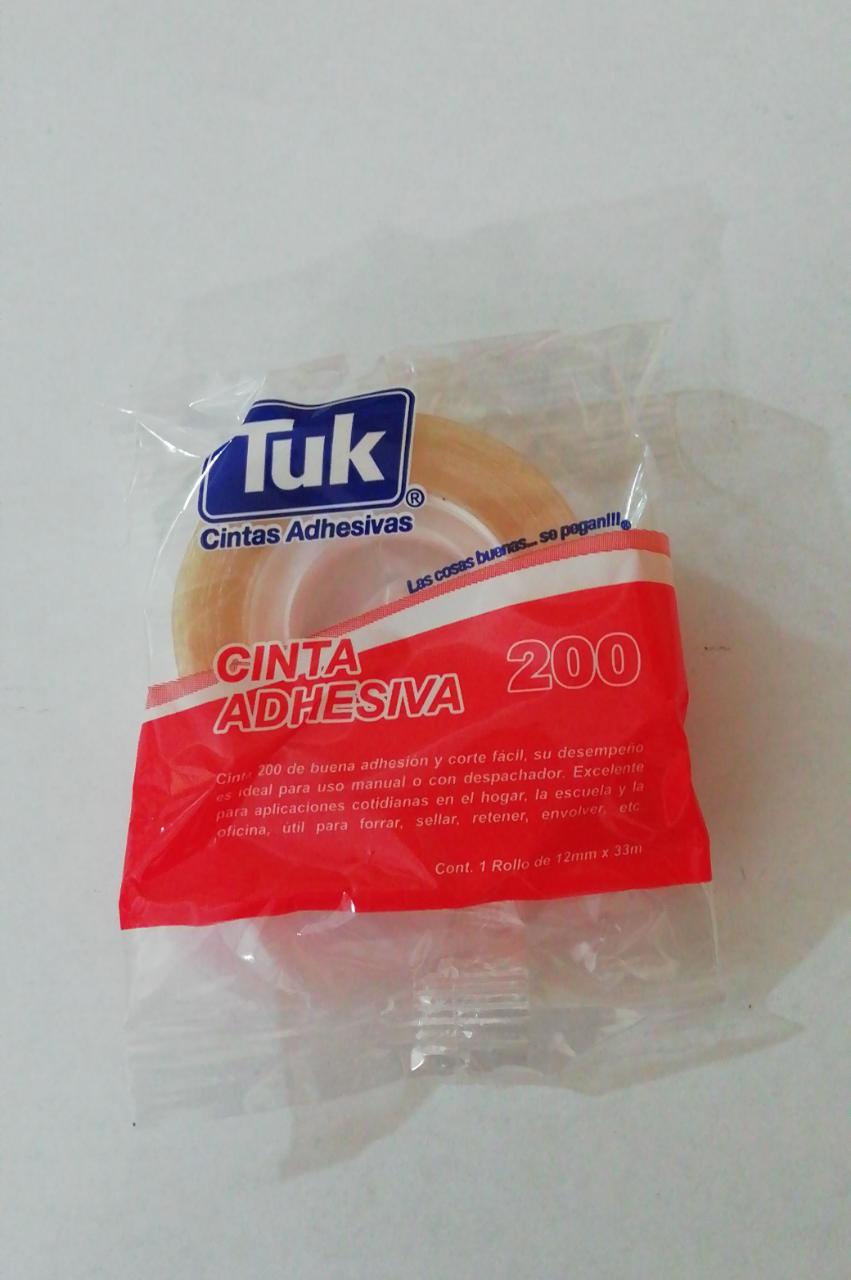 Tuk®
Cintas Adhesivas
Las cosas buenas... se pegan!!!®
CINTA
ADHESIVA
200
Cinta 200 de buena adhesión y corte fácil, su desempeño
es ideal para uso manual o con despachador. Excelente
para aplicaciones cotidianas en el hogar, la escuela y la
oficina, útil para forrar, sellar, retener, envolver, etc.
Cont. 1 Rollo de 12mm x 33m